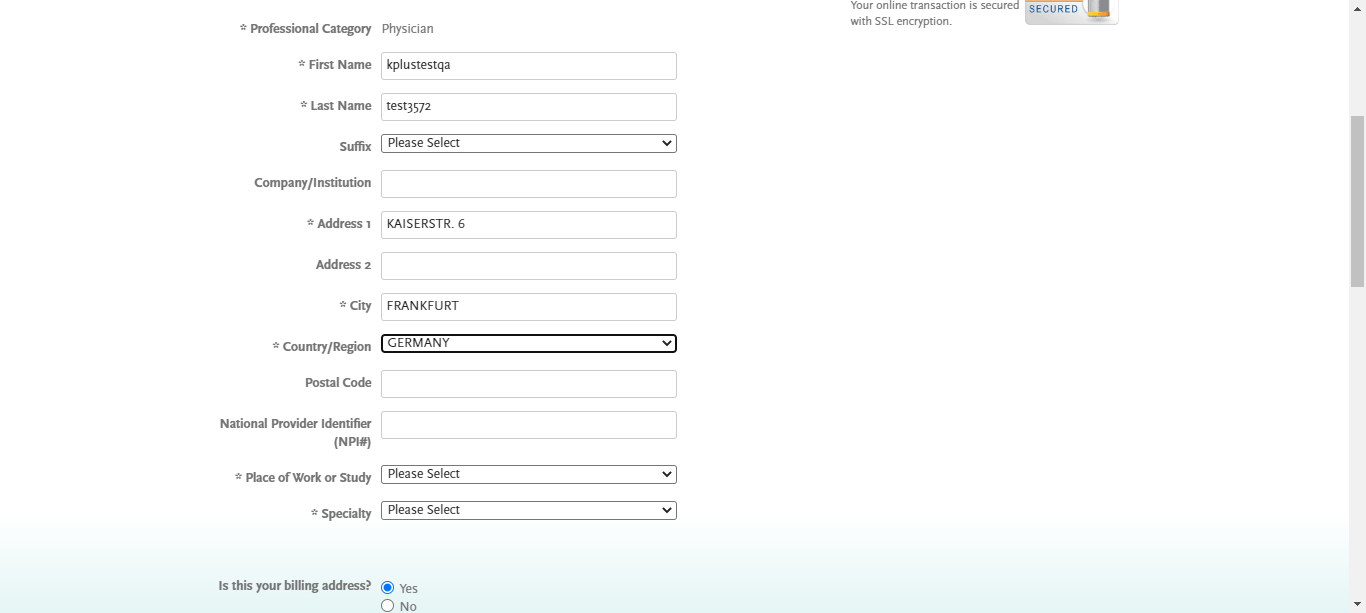 Your online transaction is secured
with SSL encryption.
SECURED
* Professional Category Physician
* First Name kplustestqa
* Last Name test3572
Suffix Please Select
Company/Institution
* Address 1 KAISERSTR. 6
Address 2
* City FRANKFURT
* Country/Region GERMANY
Postal Code
National Provider Identifier
(NPI#)
* Place of Work or Study Please Select
* Specialty Please Select
Is this your billing address? Yes
No